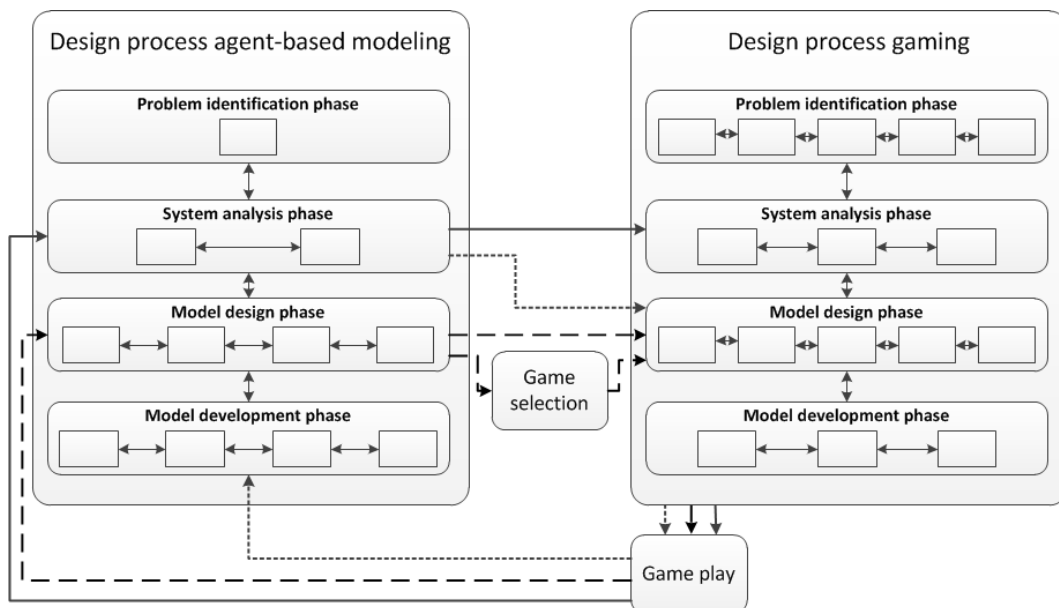 Design process agent-based modeling
Problem identification phase
System analysis phase
Model design phase
Model development phase
Game
selection
Design process gaming
Problem identification phase
System analysis phase
Model design phase
Model development phase
Game play